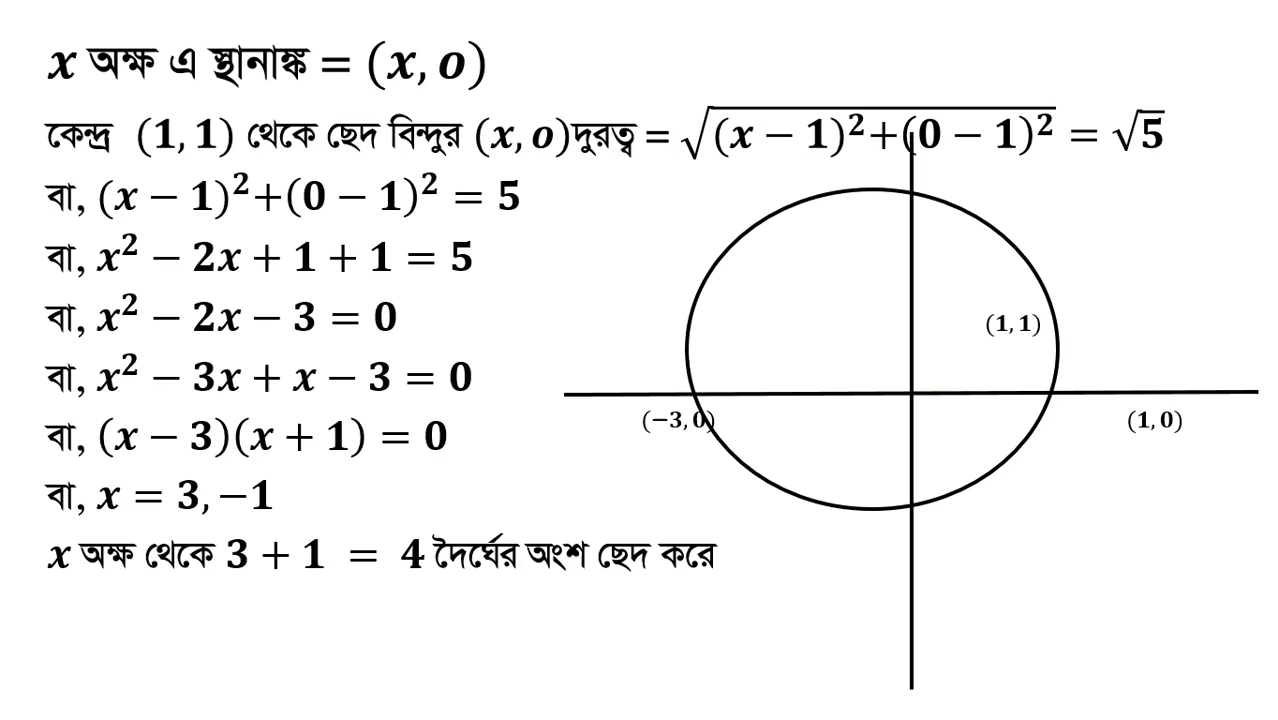 x অক্ষ এ স্থানাঙ্ক = (x, o)
কেন্দ্র (1, 1) থেকে ছেদ বিন্দুর (x, o)দুরত্ব = √((x − 1)²+(0 − 1)²) = √5
বা, (x − 1)²+(0 − 1)² = 5
বা, x² − 2x + 1 + 1 = 5
বা, x² − 2x − 3 = 0
বা, x² − 3x + x − 3 = 0
বা, (x − 3)(x + 1) = 0
বা, x = 3, −1
x অক্ষ থেকে 3 + 1 = 4 দৈর্ঘের অংশ ছেদ করে
(1, 1)
(−3, 0)
(1, 0)